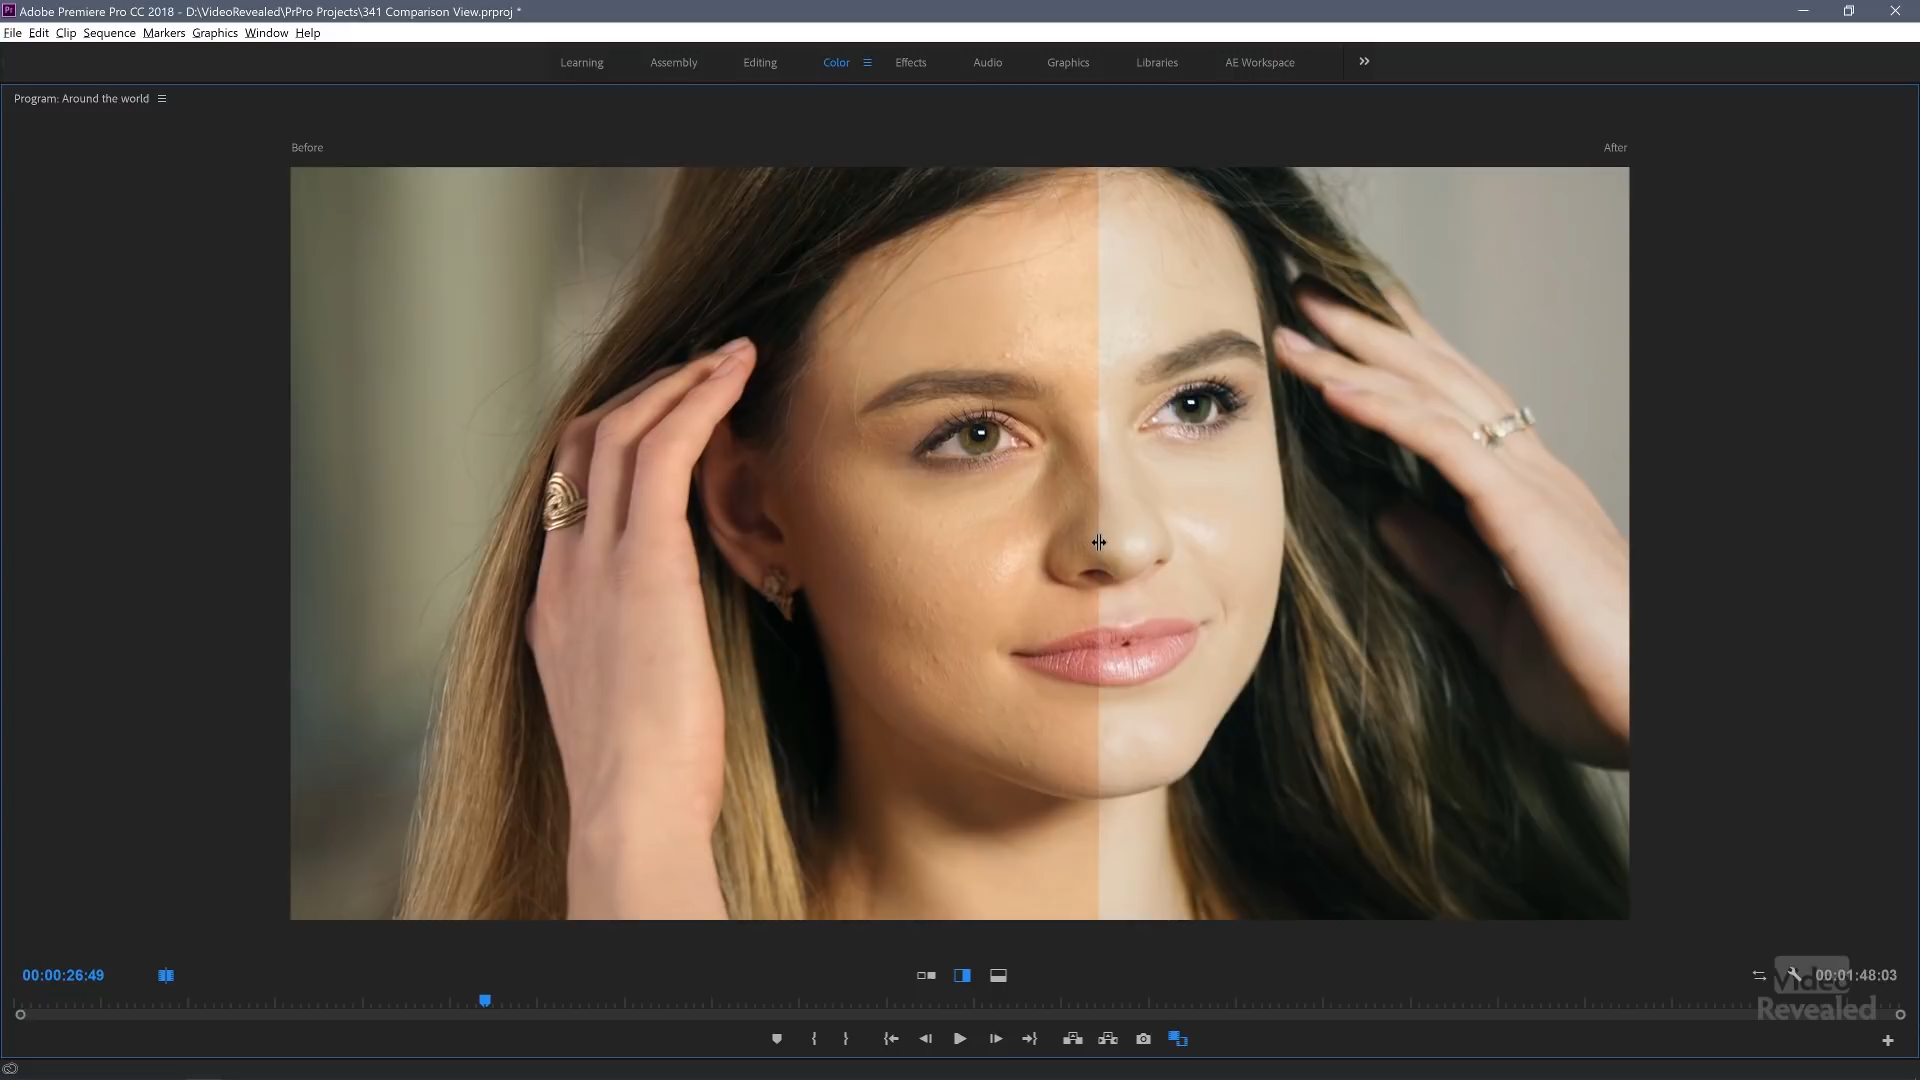 Adobe Premiere Pro CC 2018 - D:\VideoRevealed\PrPro Projects\341 Comparison View.prproj *
File Edit Clip Sequence Markers Graphics Window Help
Learning Assembly Editing Color Effects Audio Graphics Libraries AE Workspace
Program: Around the world
Before After
00:00:26:49 00:01:48:03
Video
Revealed